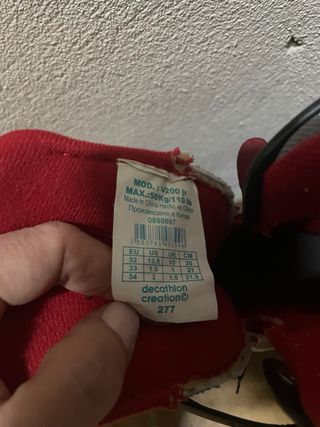 MOD.: V200 jr
MAX.:50Kg/110 lb
Made in China Hecho en China
Произведено в Китае
0898697
EU US UK CM
32 13,5 13 20
33 1,5 1 21
34 2 1.5 21.5
decathlon
creation©
277